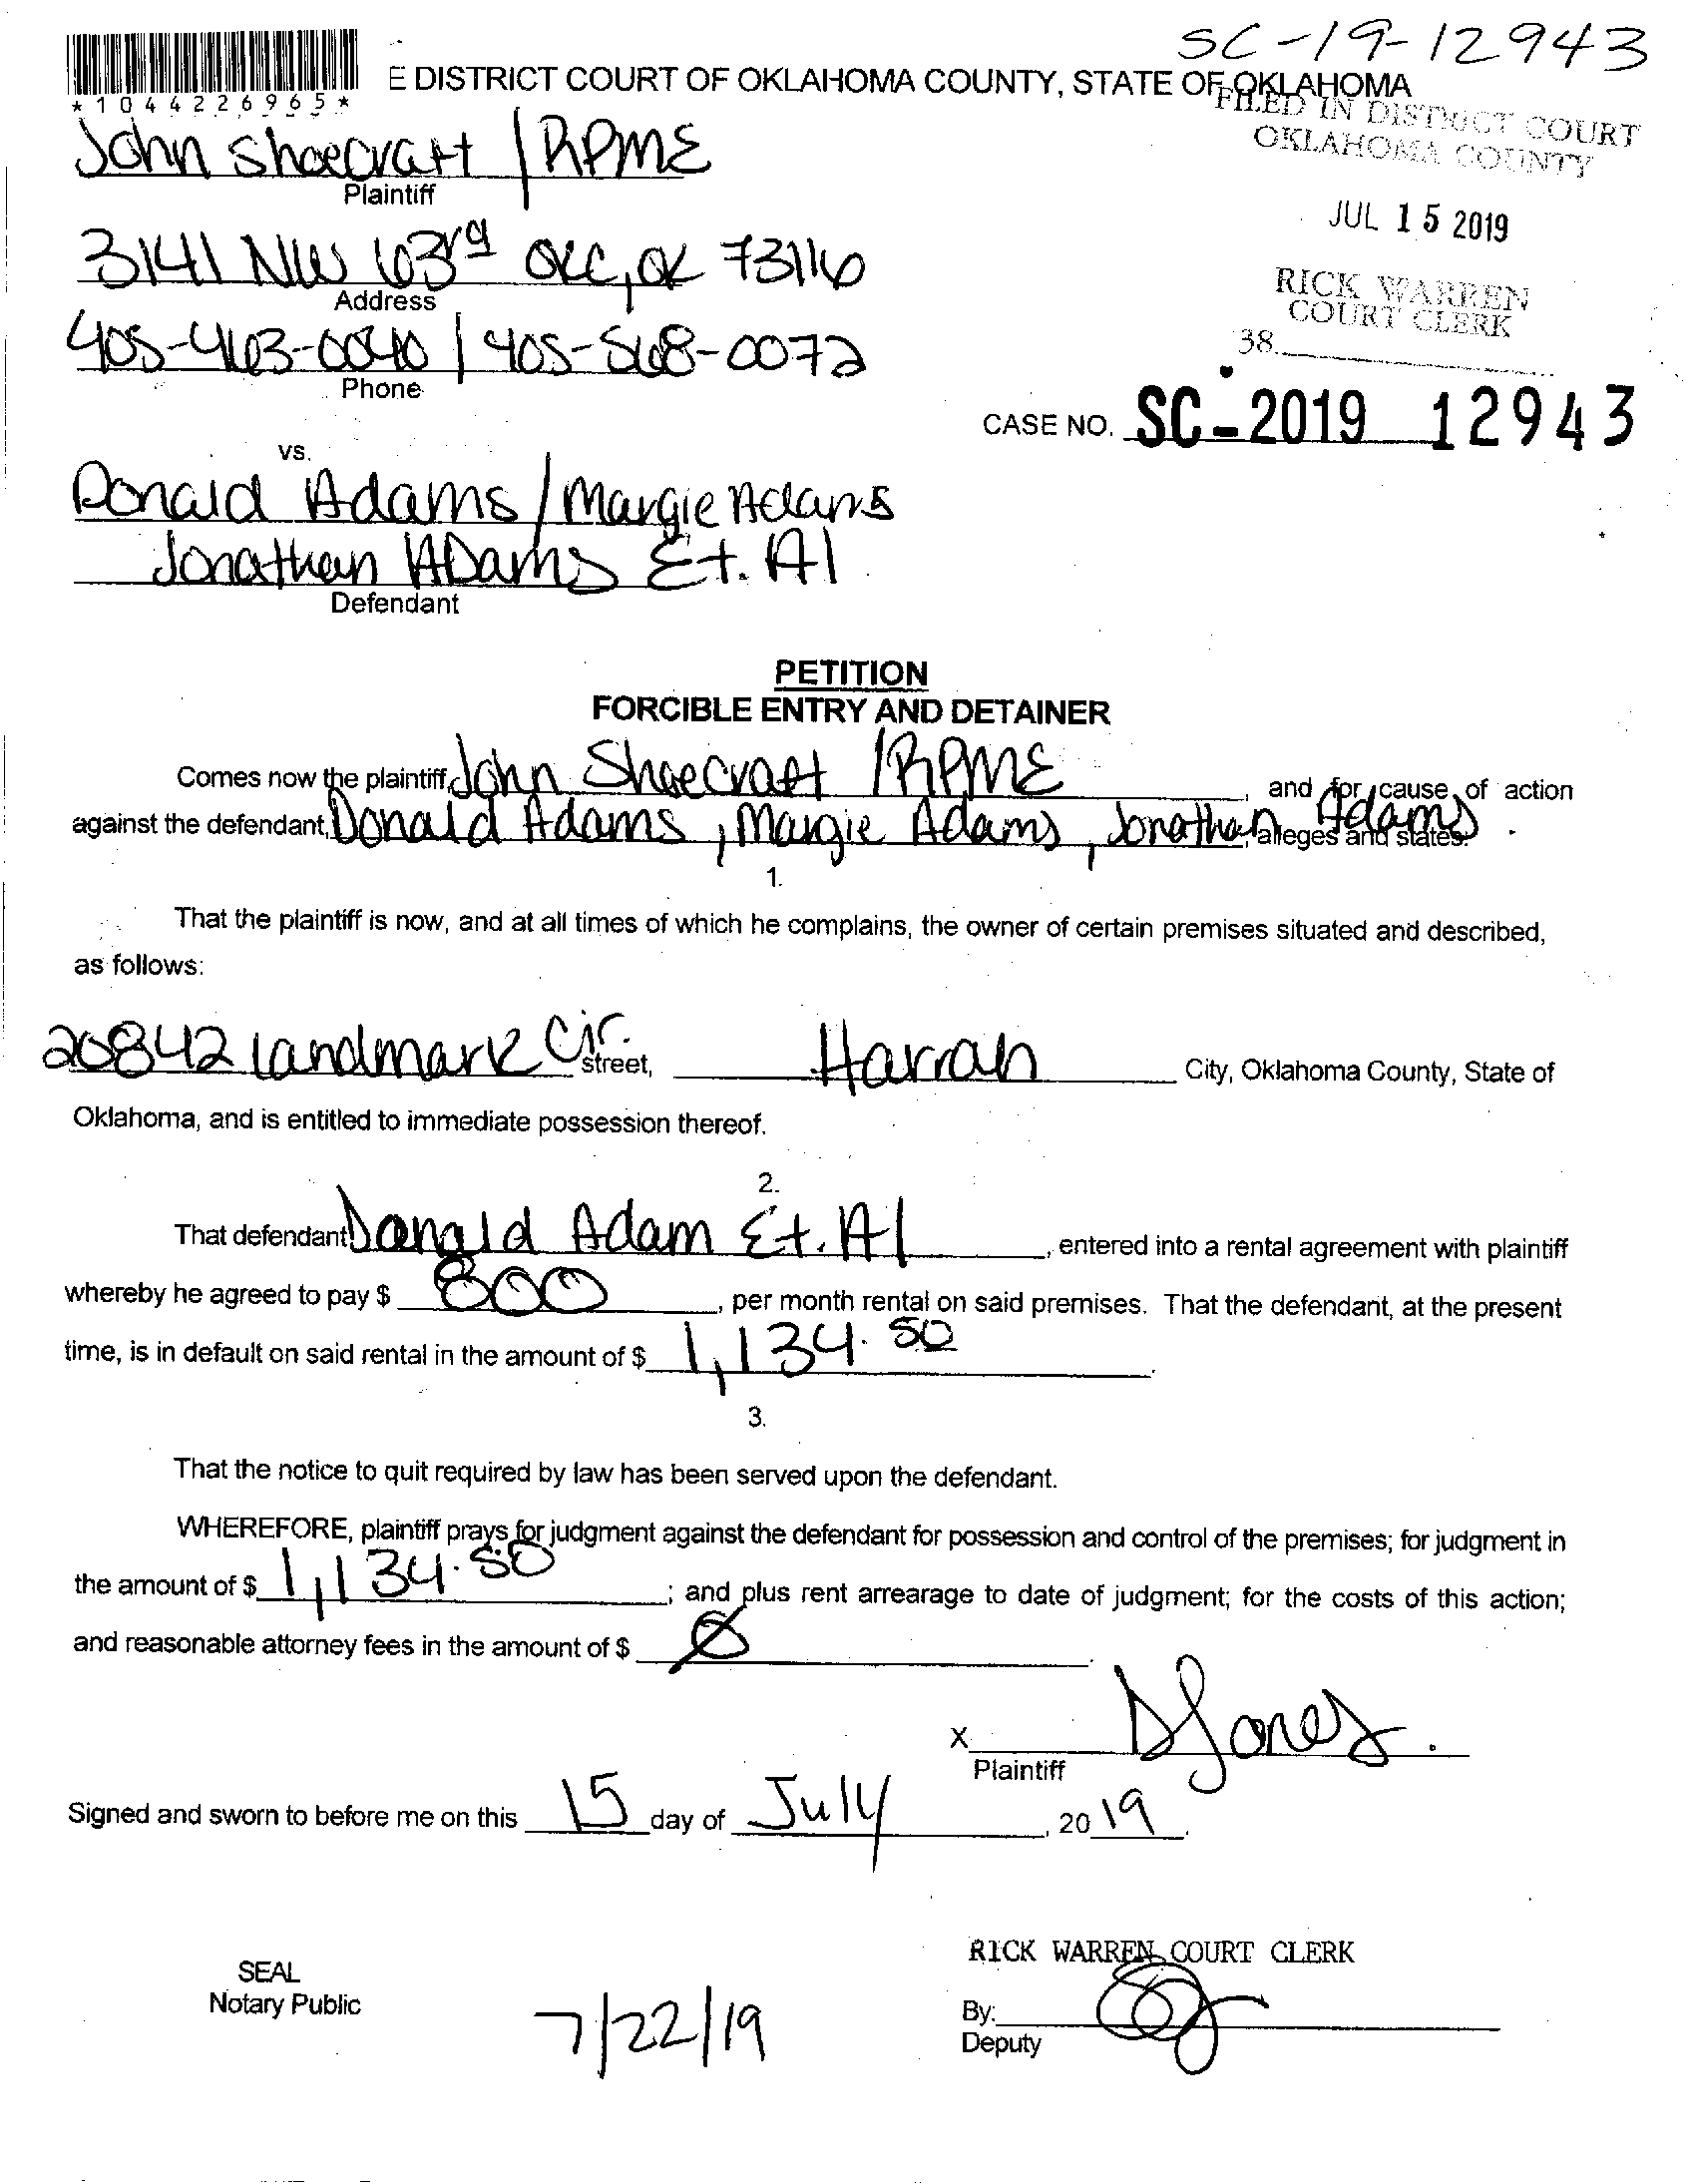 SC-19-12943
E DISTRICT COURT OF OKLAHOMA COUNTY, STATE OF OKLAHOMA
*1044226965*
FILED IN DISTRICT COURT
OKLAHOMA COUNTY
John Shoecraft / RPME
Plaintiff
JUL 15 2019
3141 NW 63rd OKC, OK 73116
Address
RICK WARREN
COURT CLERK
38
405-463-0040 / 405-568-0072
Phone
CASE NO. SC-2019 12943
vs.
Donald Adams / Margie Adams
Jonathan Adams Et. Al
Defendant
PETITION
FORCIBLE ENTRY AND DETAINER
Comes now the plaintiff, John Shoecraft / RPME, and for cause of action
against the defendant, Donald Adams, Margie Adams, Jonathan Adams, alleges and states:
1.
That the plaintiff is now, and at all times of which he complains, the owner of certain premises situated and described,
as follows:
20842 Landmark Cir. street, Harrah City, Oklahoma County, State of
Oklahoma, and is entitled to immediate possession thereof.
2.
That defendant Donald Adam Et. Al, entered into a rental agreement with plaintiff
whereby he agreed to pay $ 800, per month rental on said premises. That the defendant, at the present
time, is in default on said rental in the amount of $ 1,134.50.
3.
That the notice to quit required by law has been served upon the defendant.
WHEREFORE, plaintiff prays for judgment against the defendant for possession and control of the premises; for judgment in
the amount of $ 1,134.50; and plus rent arrearage to date of judgment; for the costs of this action;
and reasonable attorney fees in the amount of $ Ø.
X DJones.
Plaintiff
Signed and sworn to before me on this 15 day of July, 2019.
RICK WARREN COURT CLERK
SEAL
Notary Public
7/22/19
By:
Deputy